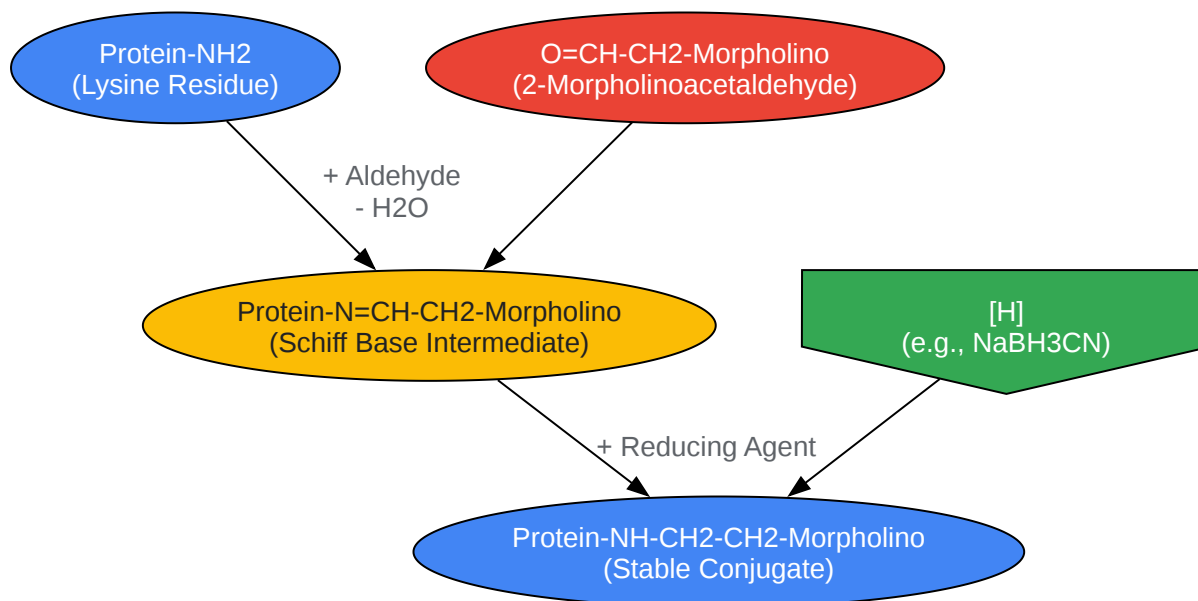 Protein-NH2
(Lysine Residue)
O=CH-CH2-Morpholino
(2-Morpholinoacetaldehyde)
+ Aldehyde
- H2O
Protein-N=CH-CH2-Morpholino
(Schiff Base Intermediate)
[H]
(e.g., NaBH3CN)
+ Reducing Agent
Protein-NH-CH2-CH2-Morpholino
(Stable Conjugate)